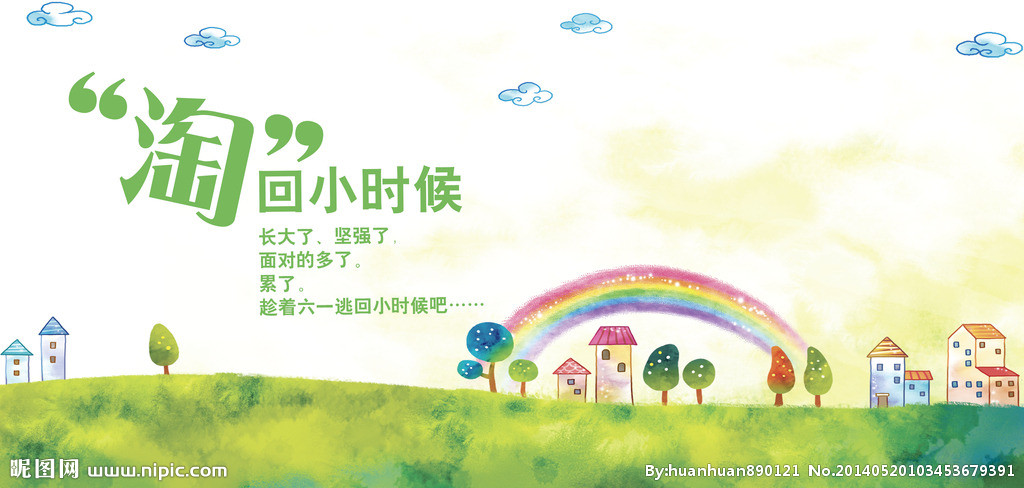 “淘”回小时候
长大了、坚强了,
面对的多了。
累了。
趁着六一逃回小时候吧……
昵图网 www.nipic.com
By:huanhuan890121 No.20140520103453679391